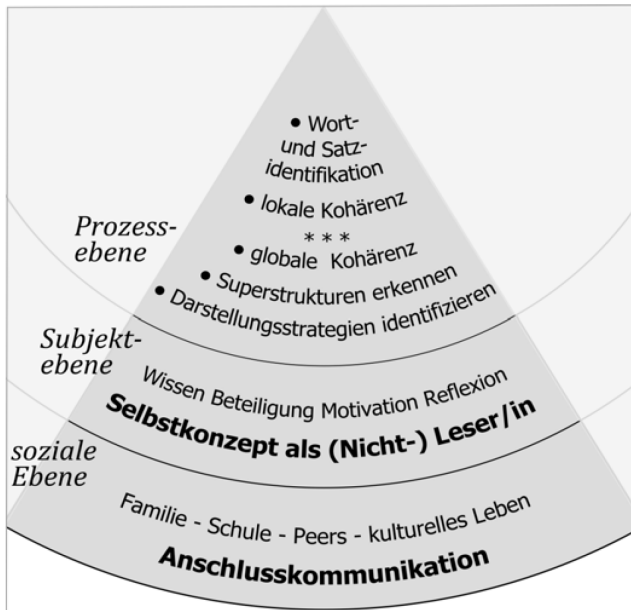 • Wort-
und Satz-
identifikation
• lokale Kohärenz
* * *
• globale Kohärenz
• Superstrukturen erkennen
• Darstellungsstrategien identifizieren
Prozess-
ebene
Subjekt-
ebene
Wissen Beteiligung Motivation Reflexion
Selbstkonzept als (Nicht-) Leser/in
soziale
Ebene
Familie - Schule - Peers - kulturelles Leben
Anschlusskommunikation